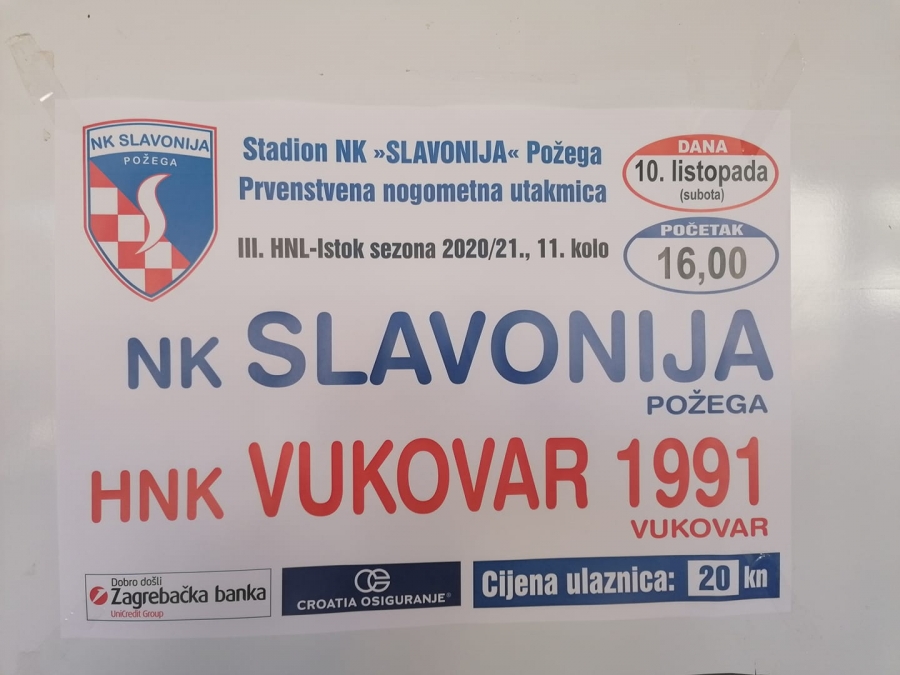 NK SLAVONIJA
POŽEGA
Stadion NK »SLAVONIJA« Požega
Prvenstvena nogometna utakmica
III. HNL-Istok sezona 2020/21., 11. kolo
DANA
10. listopada
(subota)
POČETAK
16,00
NK SLAVONIJA
POŽEGA
HNK VUKOVAR 1991
VUKOVAR
Dobro došli
Zagrebačka banka
UniCredit Group
CROATIA OSIGURANJE®
Cijena ulaznica: 20 kn